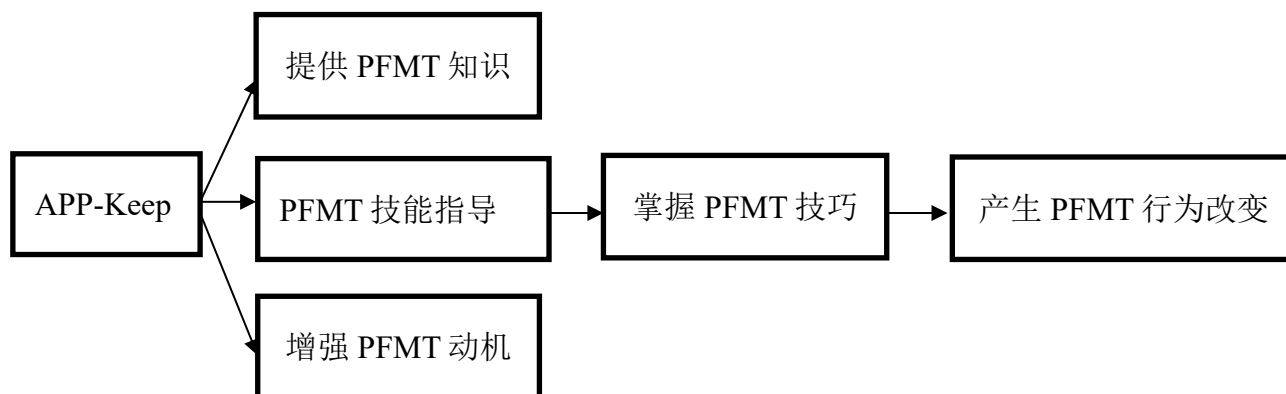 提供 PFMT 知识
APP-Keep
PFMT 技能指导
掌握 PFMT 技巧
产生 PFMT 行为改变
增强 PFMT 动机